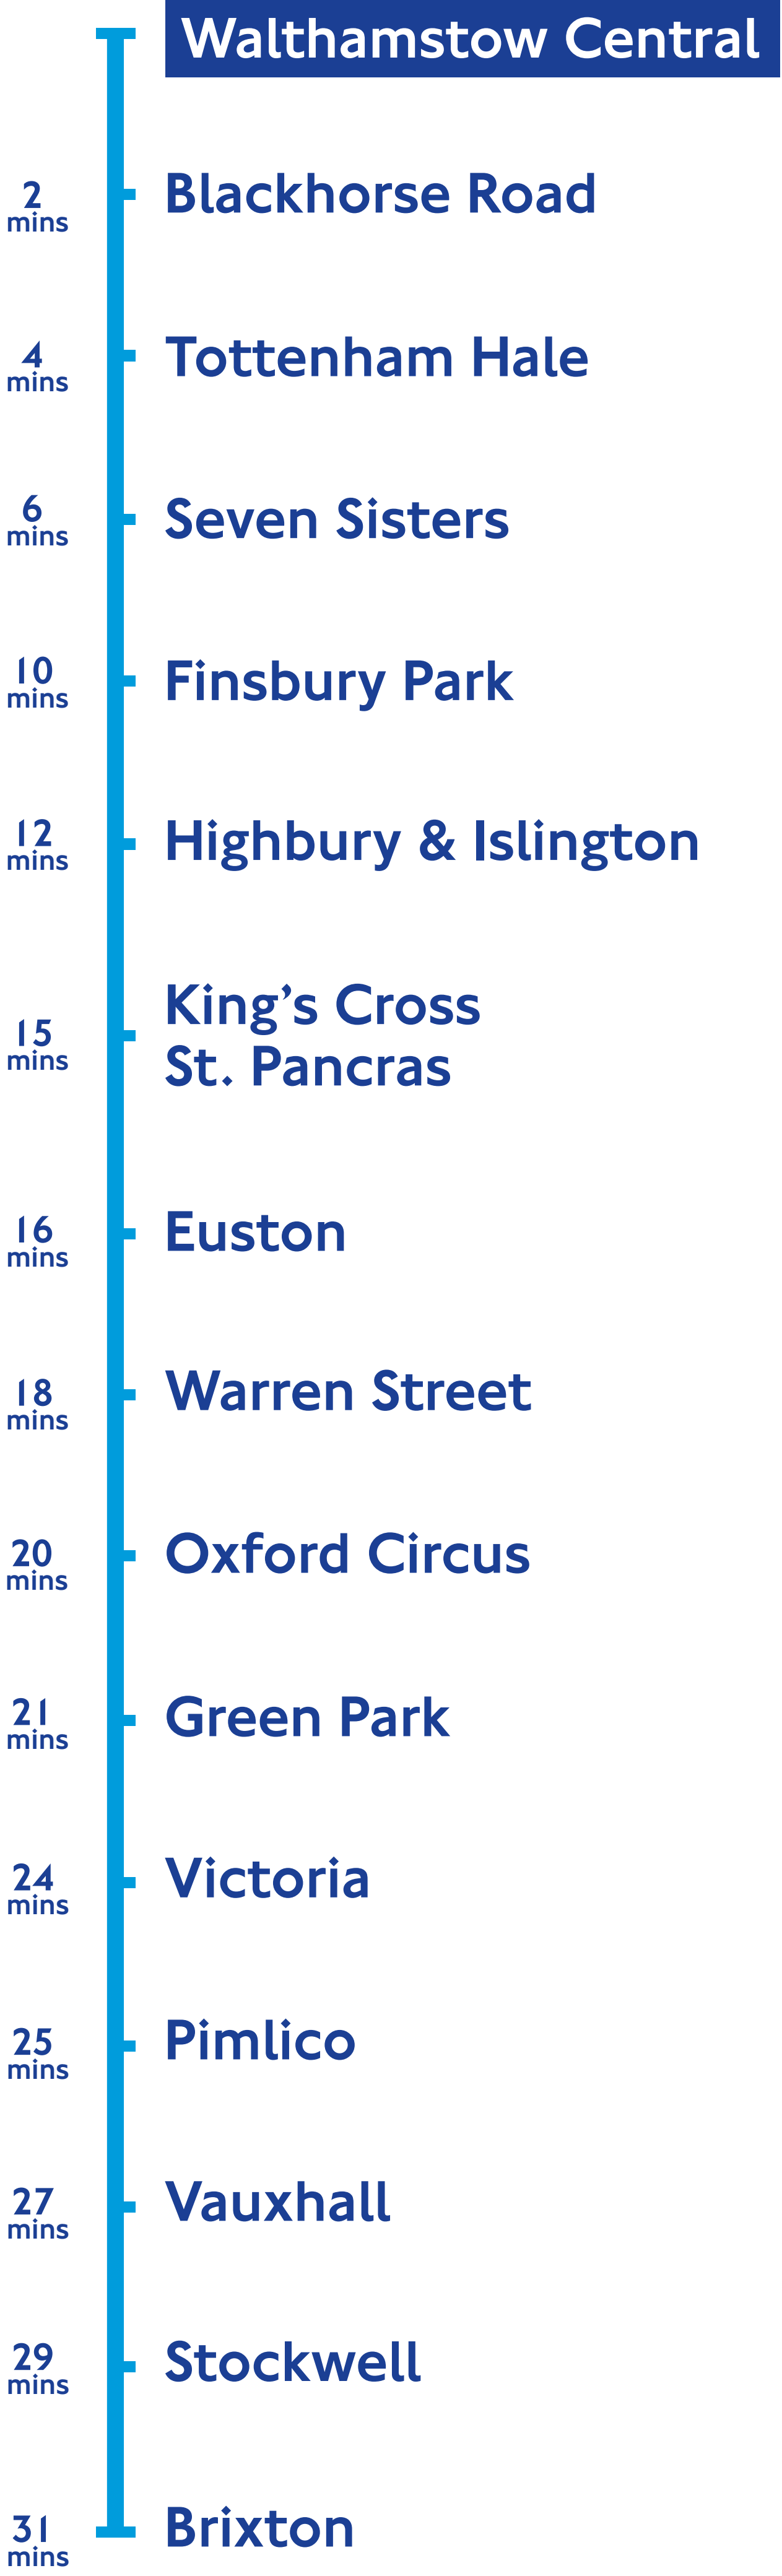 Walthamstow Central
2
mins
Blackhorse Road
4
mins
Tottenham Hale
6
mins
Seven Sisters
10
mins
Finsbury Park
12
mins
Highbury & Islington
15
mins
King's Cross
St. Pancras
16
mins
Euston
18
mins
Warren Street
20
mins
Oxford Circus
21
mins
Green Park
24
mins
Victoria
25
mins
Pimlico
27
mins
Vauxhall
29
mins
Stockwell
31
mins
Brixton